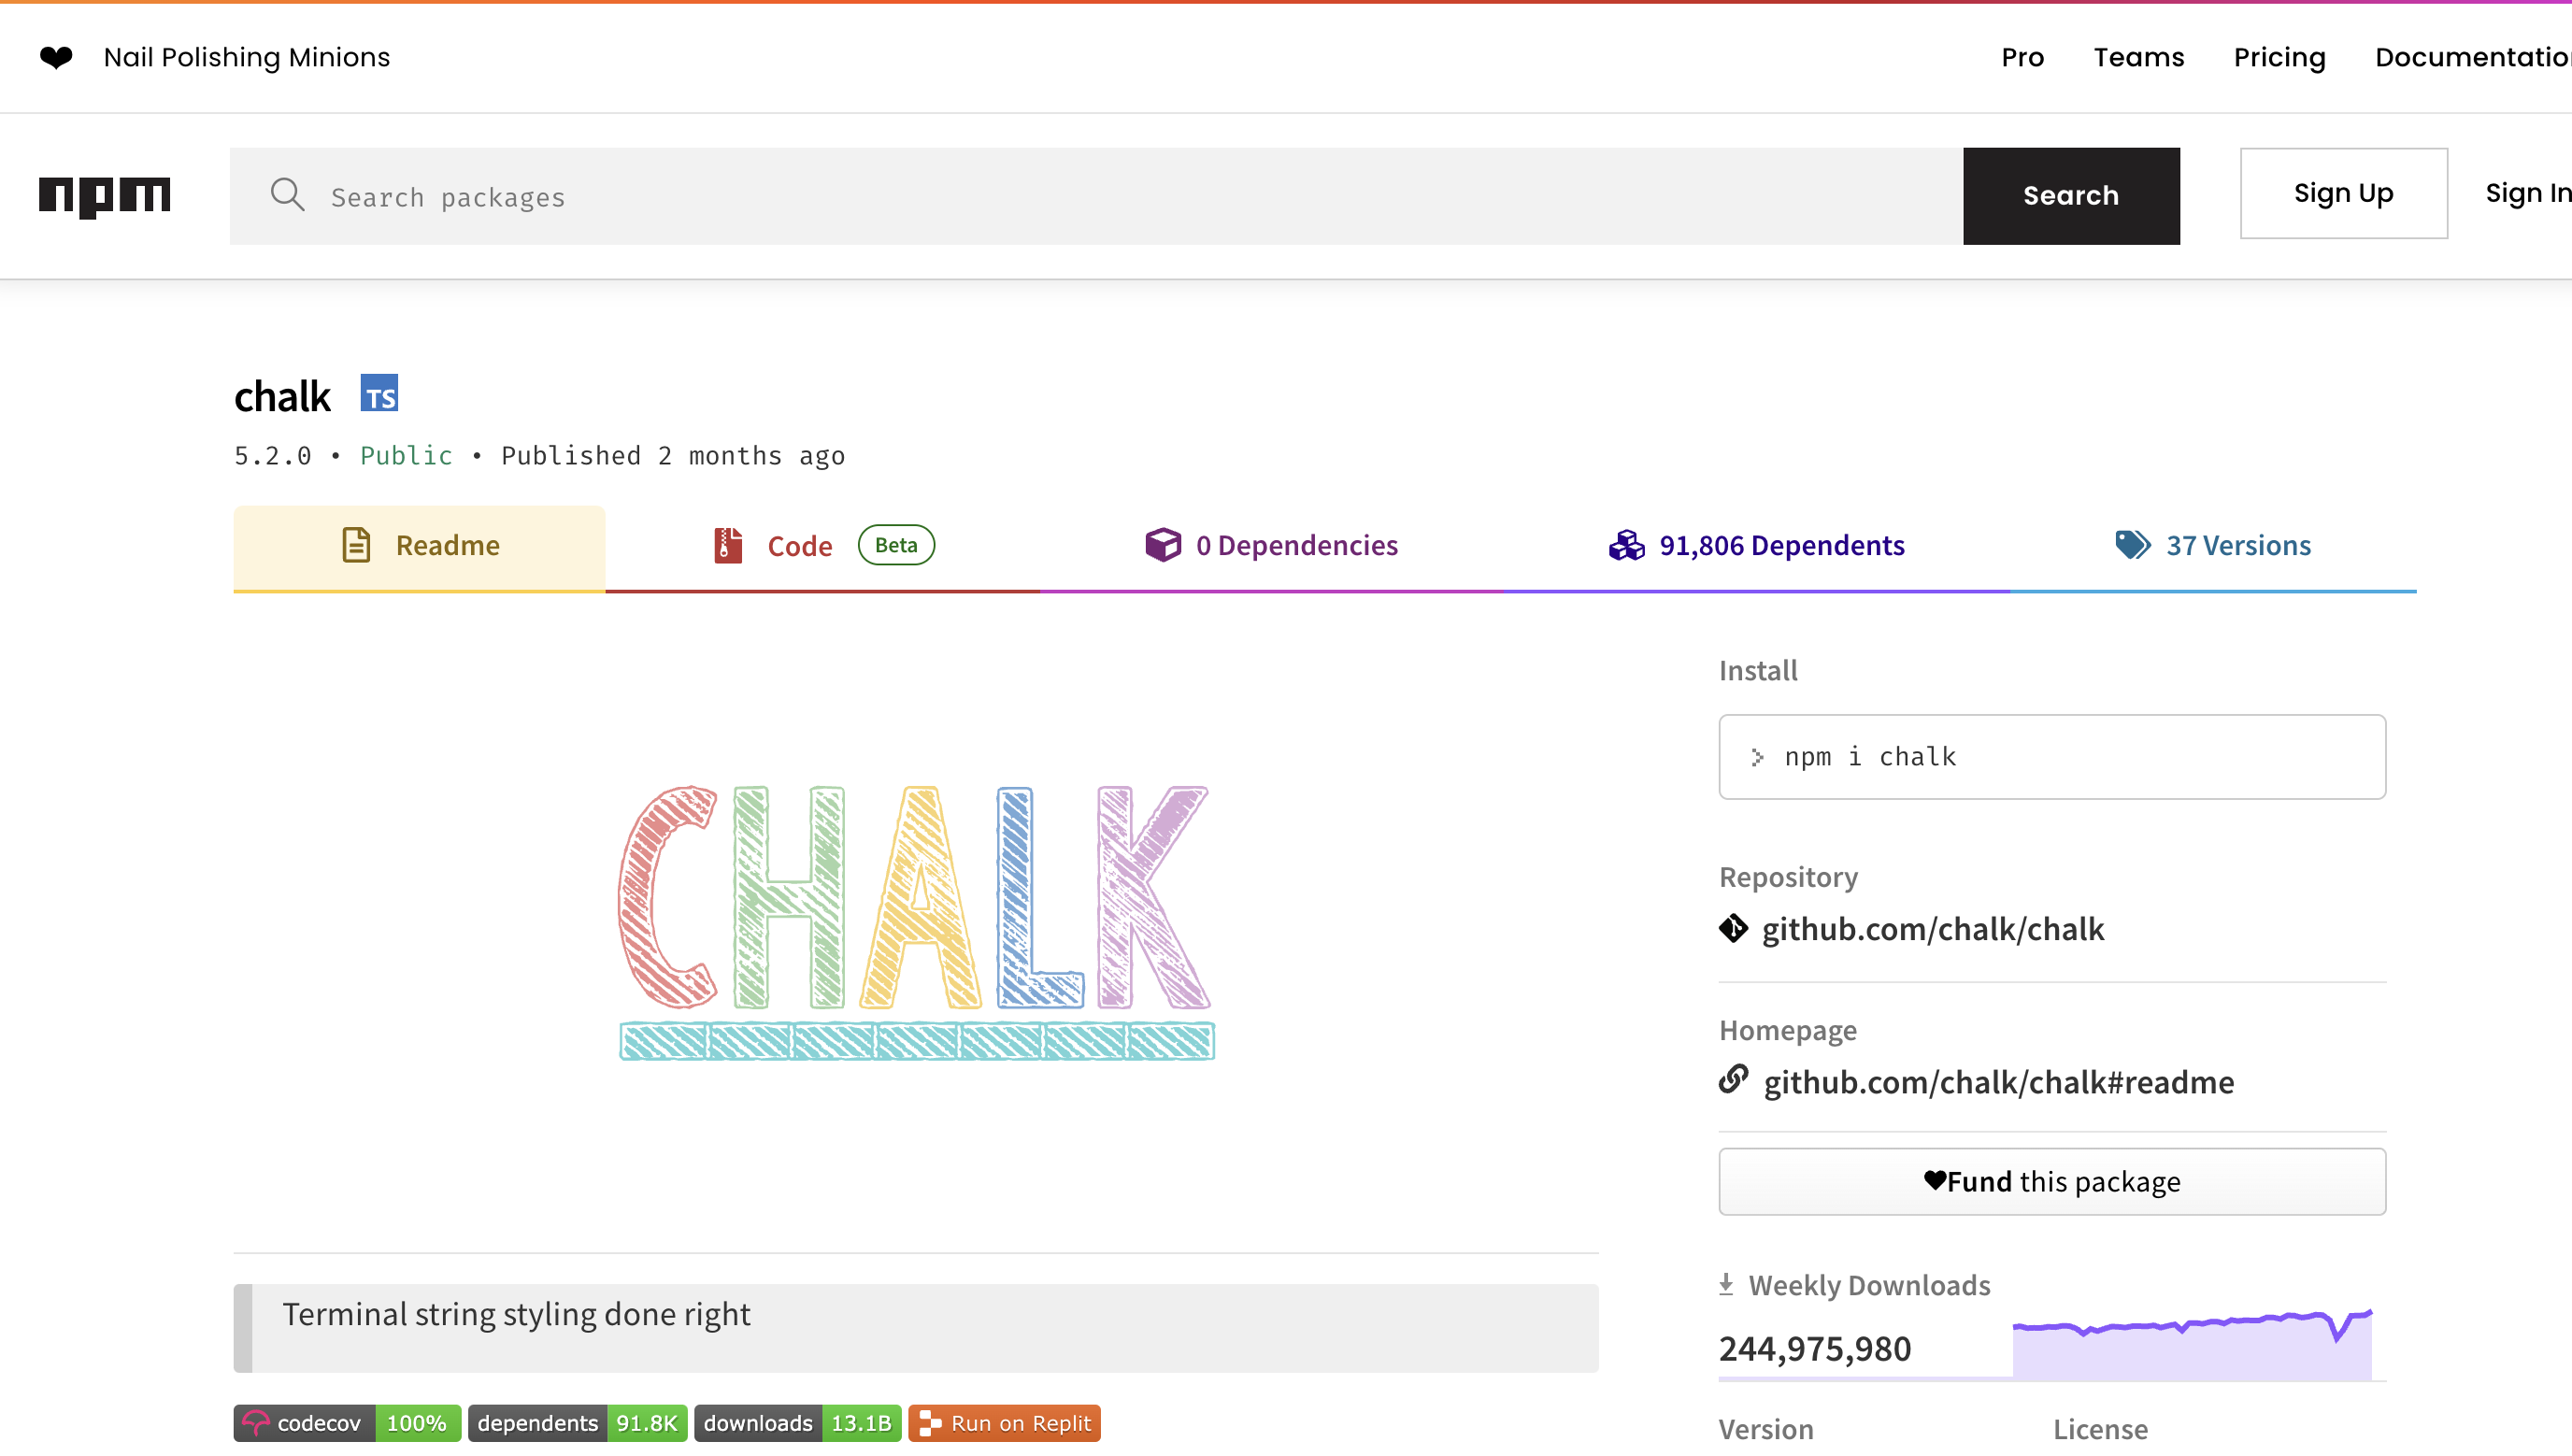 ❤ Nail Polishing Minions
Pro Teams Pricing Documentation
npm
Search packages
Search
Sign Up
Sign In
chalk TS
5.2.0 • Public • Published 2 months ago
Readme
Code Beta
0 Dependencies
91,806 Dependents
37 Versions
CHALK
Terminal string styling done right
codecov 100% dependents 91.8K downloads 13.1B Run on Replit
Install
> npm i chalk
Repository
github.com/chalk/chalk
Homepage
github.com/chalk/chalk#readme
❤Fund this package
Weekly Downloads
244,975,980
Version License